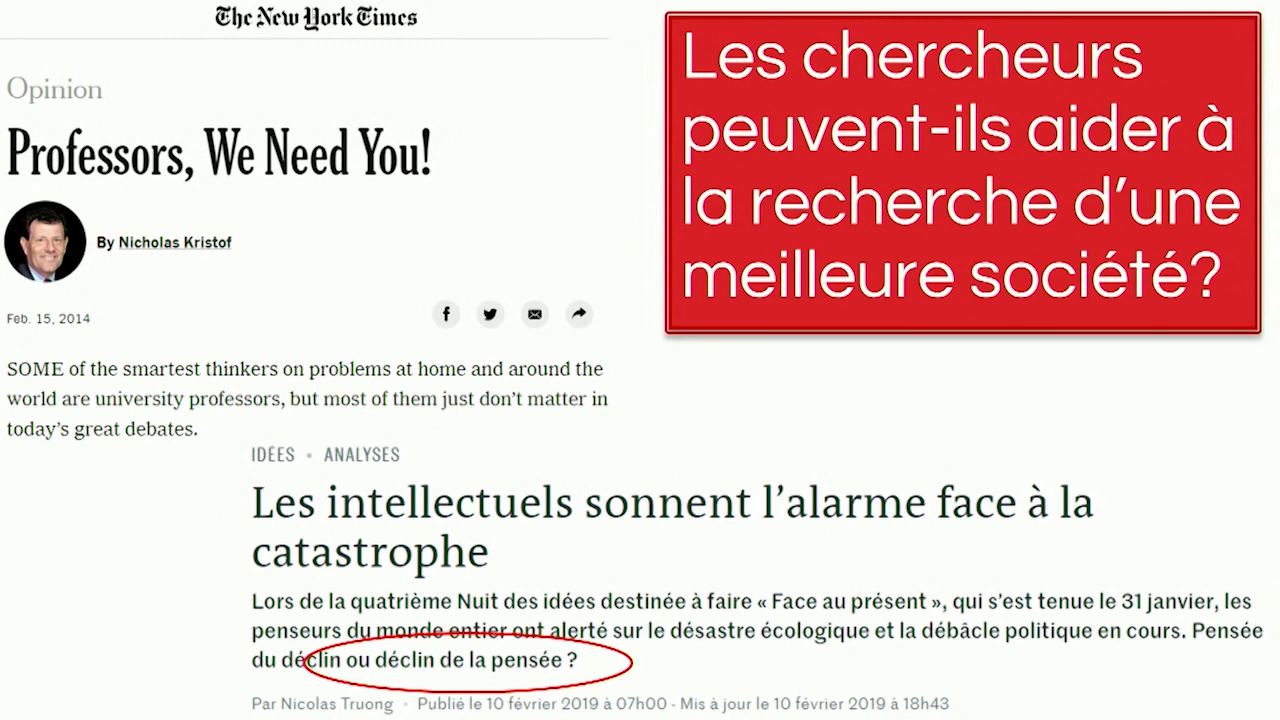 The New York Times
Opinion
Professors, We Need You!
By Nicholas Kristof
Feb. 15, 2014
SOME of the smartest thinkers on problems at home and around the
world are university professors, but most of them just don't matter in
today's great debates.
Les chercheurs
peuvent-ils aider à
la recherche d'une
meilleure société?
IDÉES • ANALYSES
Les intellectuels sonnent l'alarme face à la
catastrophe
Lors de la quatrième Nuit des idées destinée à faire « Face au présent », qui s'est tenue le 31 janvier, les
penseurs du monde entier ont alerté sur le désastre écologique et la débâcle politique en cours. Pensée
du déclin ou déclin de la pensée ?
Par Nicolas Truong • Publié le 10 février 2019 à 07h00 - Mis à jour le 10 février 2019 à 18h43